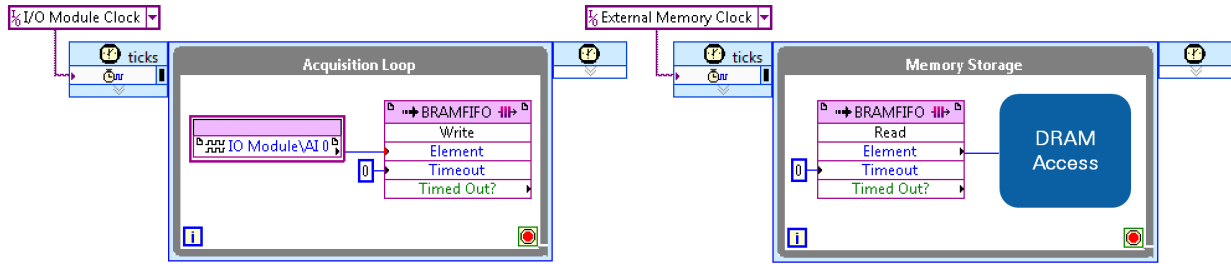 I/O Module Clock
ticks
Acquisition Loop
IO Module\AI 0
BRAMFIFO
Write
Element
0
Timeout
Timed Out?
i
External Memory Clock
ticks
Memory Storage
BRAMFIFO
Read
Element
0
Timeout
Timed Out?
DRAM
Access
i